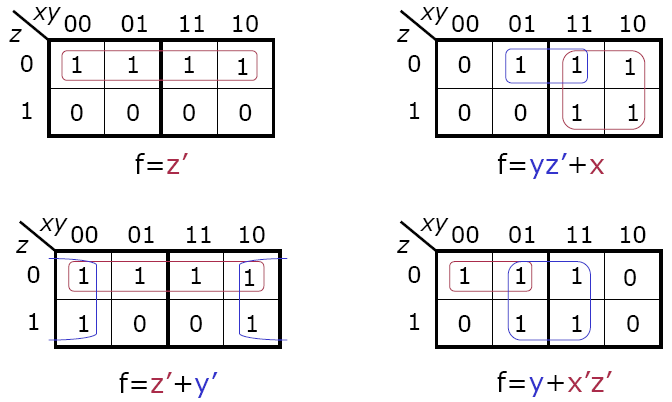 xy 00 01 11 10
z
0 1 1 1 1
1 0 0 0 0
f=z’
xy 00 01 11 10
z
0 0 1 1 1
1 0 0 1 1
f=yz’+x
xy 00 01 11 10
z
0 1 1 1 1
1 1 0 0 1
f=z’+y’
xy 00 01 11 10
z
0 1 1 1 0
1 0 1 1 0
f=y+x’z’